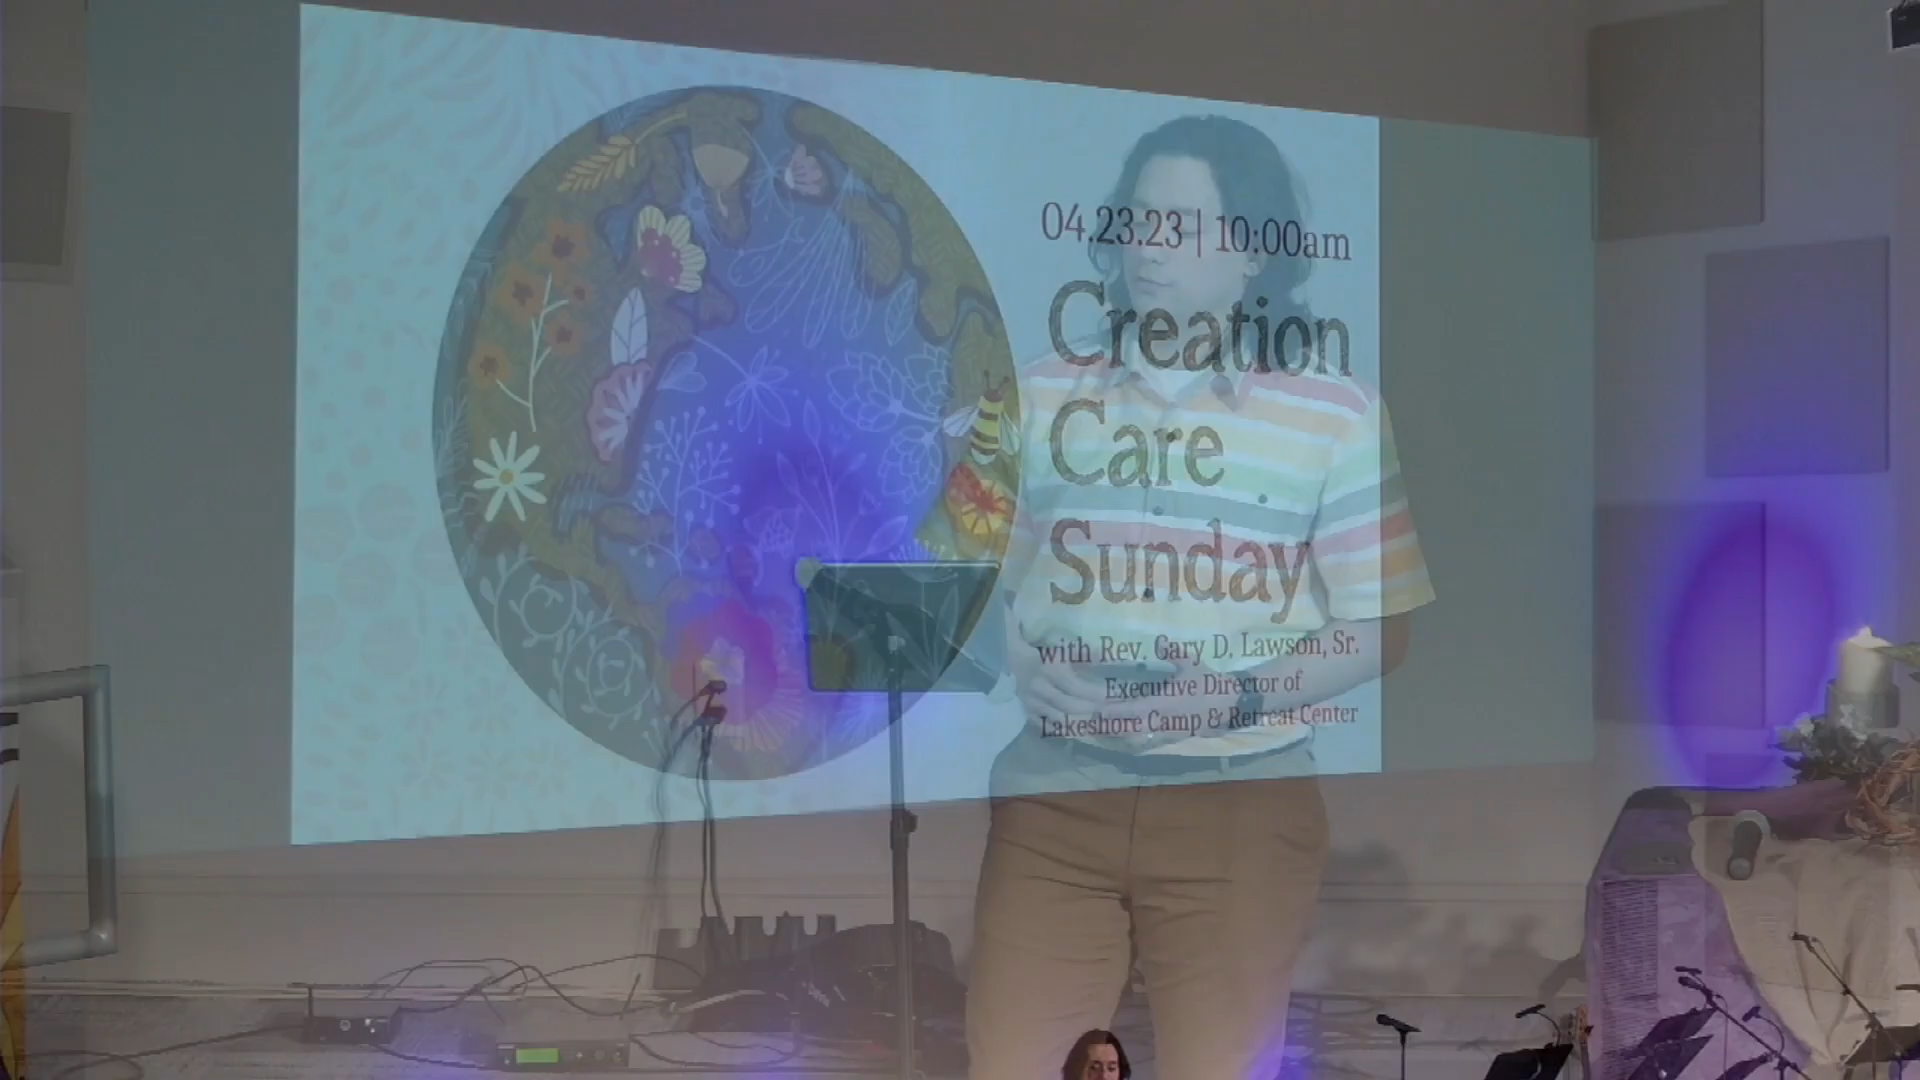 04.23.23 | 10:00am
Creation
Care
Sunday
with Rev. Gary D. Lawson, Sr.
Executive Director of
Lakeshore Camp & Retreat Center